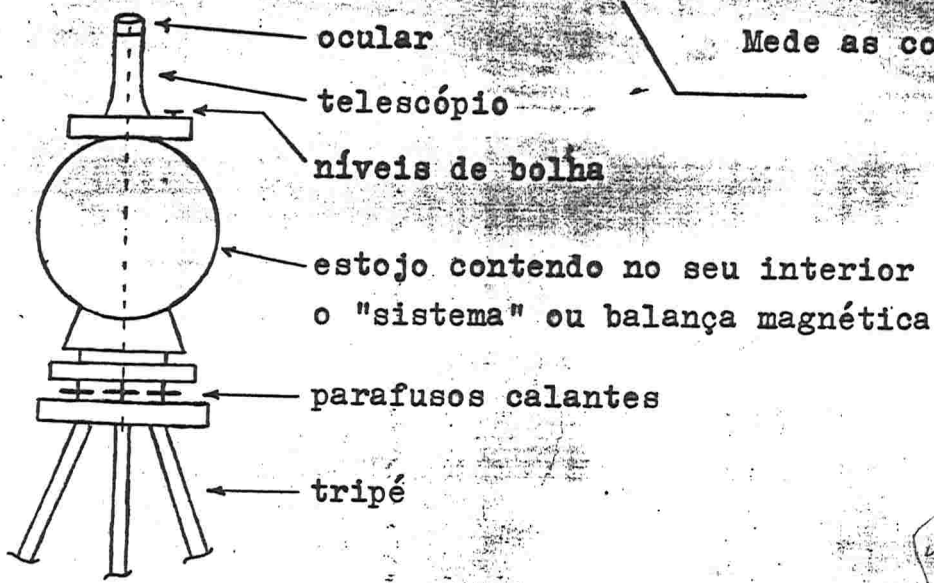 ocular
Mede as co
telescópio
níveis de bolha
estojo contendo no seu interior
o "sistema" ou balança magnética
parafusos calantes
tripé